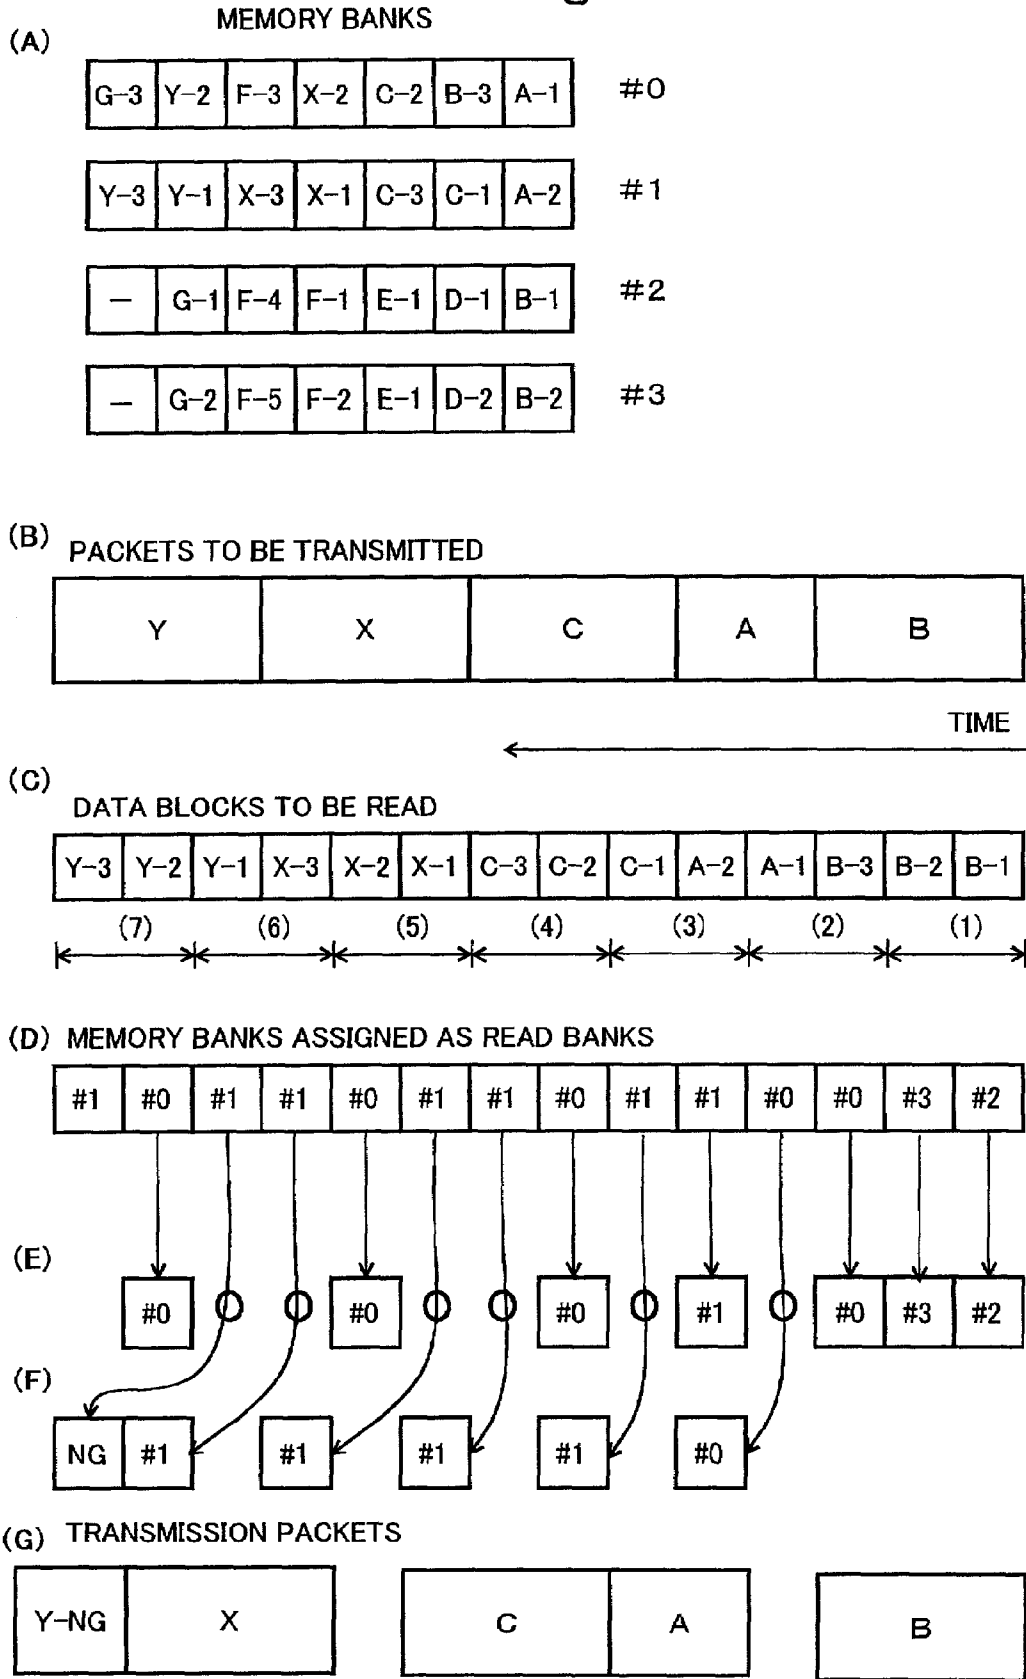 MEMORY BANKS
(A)
G-3 Y-2 F-3 X-2 C-2 B-3 A-1 #0
Y-3 Y-1 X-3 X-1 C-3 C-1 A-2 #1
— G-1 F-4 F-1 E-1 D-1 B-1 #2
— G-2 F-5 F-2 E-1 D-2 B-2 #3
(B) PACKETS TO BE TRANSMITTED
Y X C A B
TIME
(C)
DATA BLOCKS TO BE READ
Y-3 Y-2 Y-1 X-3 X-2 X-1 C-3 C-2 C-1 A-2 A-1 B-3 B-2 B-1
(7) (6) (5) (4) (3) (2) (1)
(D) MEMORY BANKS ASSIGNED AS READ BANKS
#1 #0 #1 #1 #0 #1 #1 #0 #1 #1 #0 #0 #3 #2
(E)
#0 #0 #0 #1 #0 #3 #2
(F)
NG #1 #1 #1 #1 #0
(G) TRANSMISSION PACKETS
Y-NG X C A B